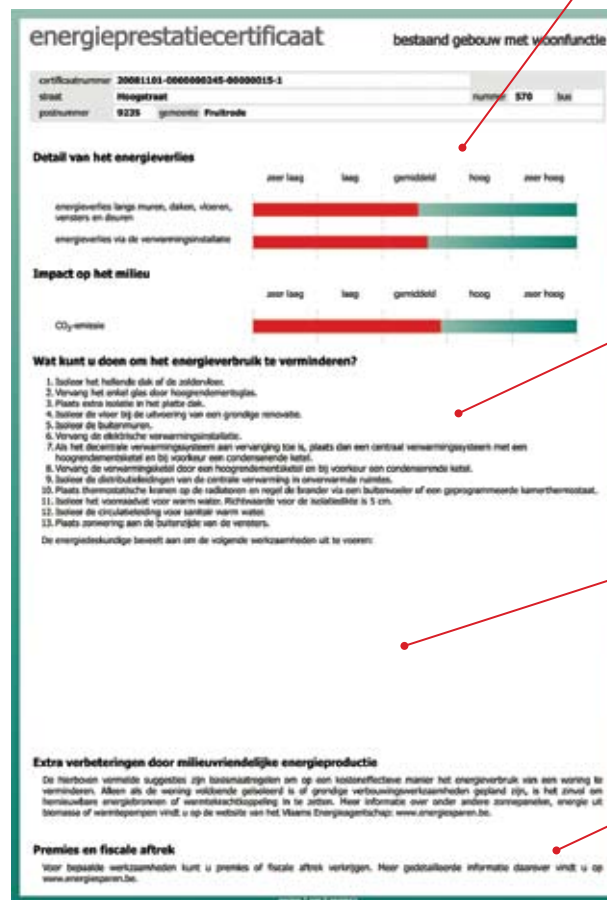 energieprestatiecertificaat bestaand gebouw met woonfunctie
certificaatnummer 20081101-0000000245-00000015-1
straat Hoogstraat nummer 570 bus
postnummer 9235 gemeente Fruitrode
Detail van het energieverlies
zeer laag laag gemiddeld hoog zeer hoog
energieverlies langs muren, daken, vloeren,
vensters en deuren
energieverlies via de verwarmingsinstallatie
Impact op het milieu
zeer laag laag gemiddeld hoog zeer hoog
CO₂-emissie
Wat kunt u doen om het energieverbruik te verminderen?
1. Isoleer het hellende dak of de zoldervloer.
2. Vervang het enkel glas door hoogrendementsglas.
3. Plaats extra isolatie in het platte dak.
4. Isoleer de vloer bij de uitvoering van een grondige renovatie.
5. Isoleer de buitenmuren.
6. Vervang de elektrische verwarmingsinstallatie.
7. Als het decentrale verwarmingssysteem aan vervanging toe is, plaats dan een centraal verwarmingssysteem met een
hoogrendementsketel en bij voorkeur een condenserende ketel.
8. Vervang de verwarmingsketel door een hoogrendementsketel en bij voorkeur een condenserende ketel.
9. Isoleer de distributieleidingen van de centrale verwarming in onverwarmde ruimtes.
10. Plaats thermostatische kranen op de radiatoren en regel de brander via een buitenvoeler of een geprogrammeerde kamerthermostaat.
11. Isoleer het voorraadvat voor warm water. Richtwaarde voor de isolatiedikte is 5 cm.
12. Isoleer de circulatieleiding voor sanitair warm water.
13. Plaats zonwering aan de buitenzijde van de vensters.
De energiedeskundige beveelt aan om de volgende werkzaamheden uit te voeren:
Extra verbeteringen door milieuvriendelijke energieproductie
De hierboven vermelde suggesties zijn basismaatregelen om op een kosteneffectieve manier het energieverbruik van een woning te
verminderen. Alleen als de woning voldoende geïsoleerd is of grondige verbouwingswerkzaamheden gepland zijn, is het zinvol om
hernieuwbare energiebronnen of warmtekrachtkoppeling in te zetten. Meer informatie over onder andere zonnepanelen, energie uit
biomassa of warmtepompen vindt u op de website van het Vlaams Energieagentschap: www.energiesparen.be.
Premies en fiscale aftrek
Voor bepaalde werkzaamheden kunt u premies of fiscale aftrek verkrijgen. Meer gedetailleerde informatie daarover vindt u op
www.energiesparen.be.